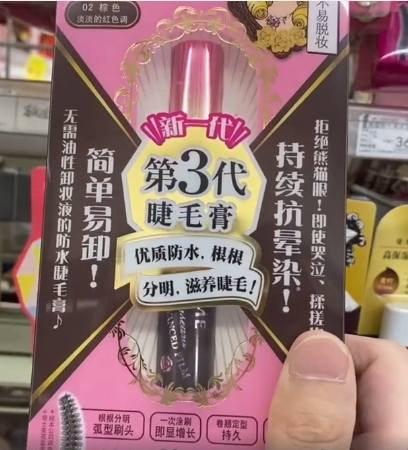 02 棕色
淡淡的红色调
不易脱妆
新一代
第3代
睫毛膏
优质防水,根根
分明,滋养睫毛!
简单易卸!
无需油性卸妆液的防水睫毛膏♪
持续抗晕染!
拒绝熊猫眼!即使哭泣、揉搓
根根分明
弧型刷头
一次涂刷
即显增长
卷翘定型
持久